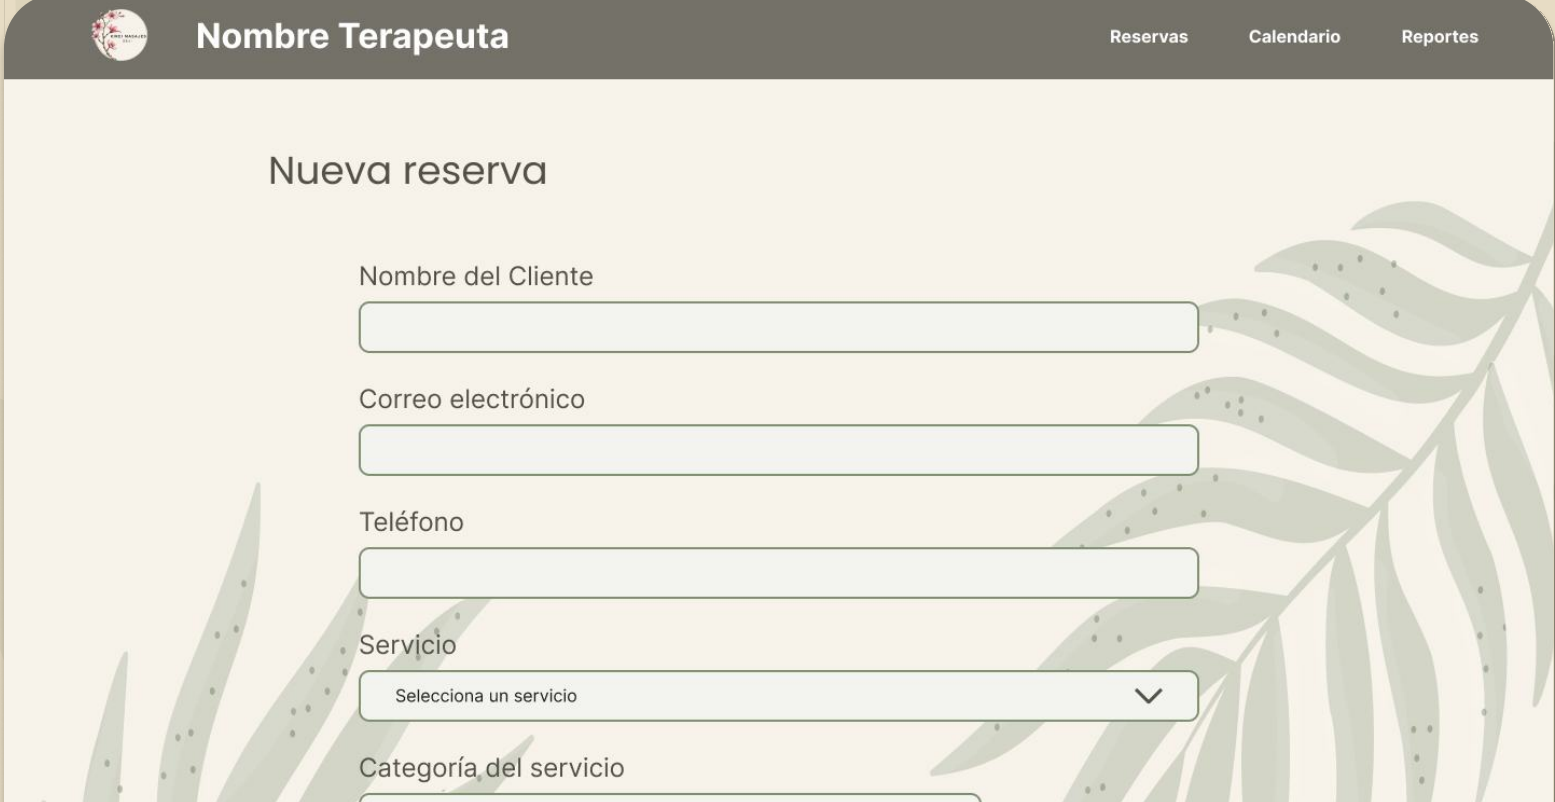 Nombre Terapeuta
Reservas
Calendario
Reportes
Nueva reserva
Nombre del Cliente
Correo electrónico
Teléfono
Servicio
Selecciona un servicio
Categoría del servicio